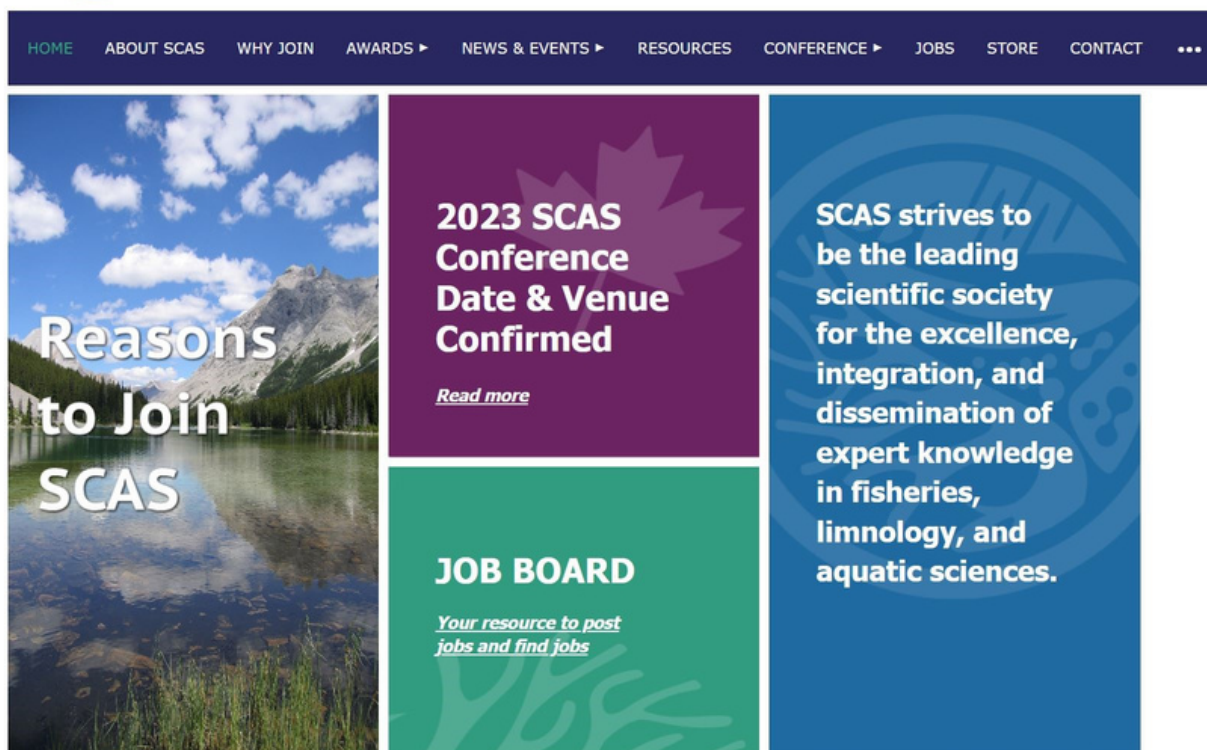 HOME ABOUT SCAS WHY JOIN AWARDS ▸ NEWS & EVENTS ▸ RESOURCES CONFERENCE ▸ JOBS STORE CONTACT •••
Reasons
to Join
SCAS
2023 SCAS
Conference
Date & Venue
Confirmed
Read more
JOB BOARD
Your resource to post
jobs and find jobs
SCAS strives to
be the leading
scientific society
for the excellence,
integration, and
dissemination of
expert knowledge
in fisheries,
limnology, and
aquatic sciences.